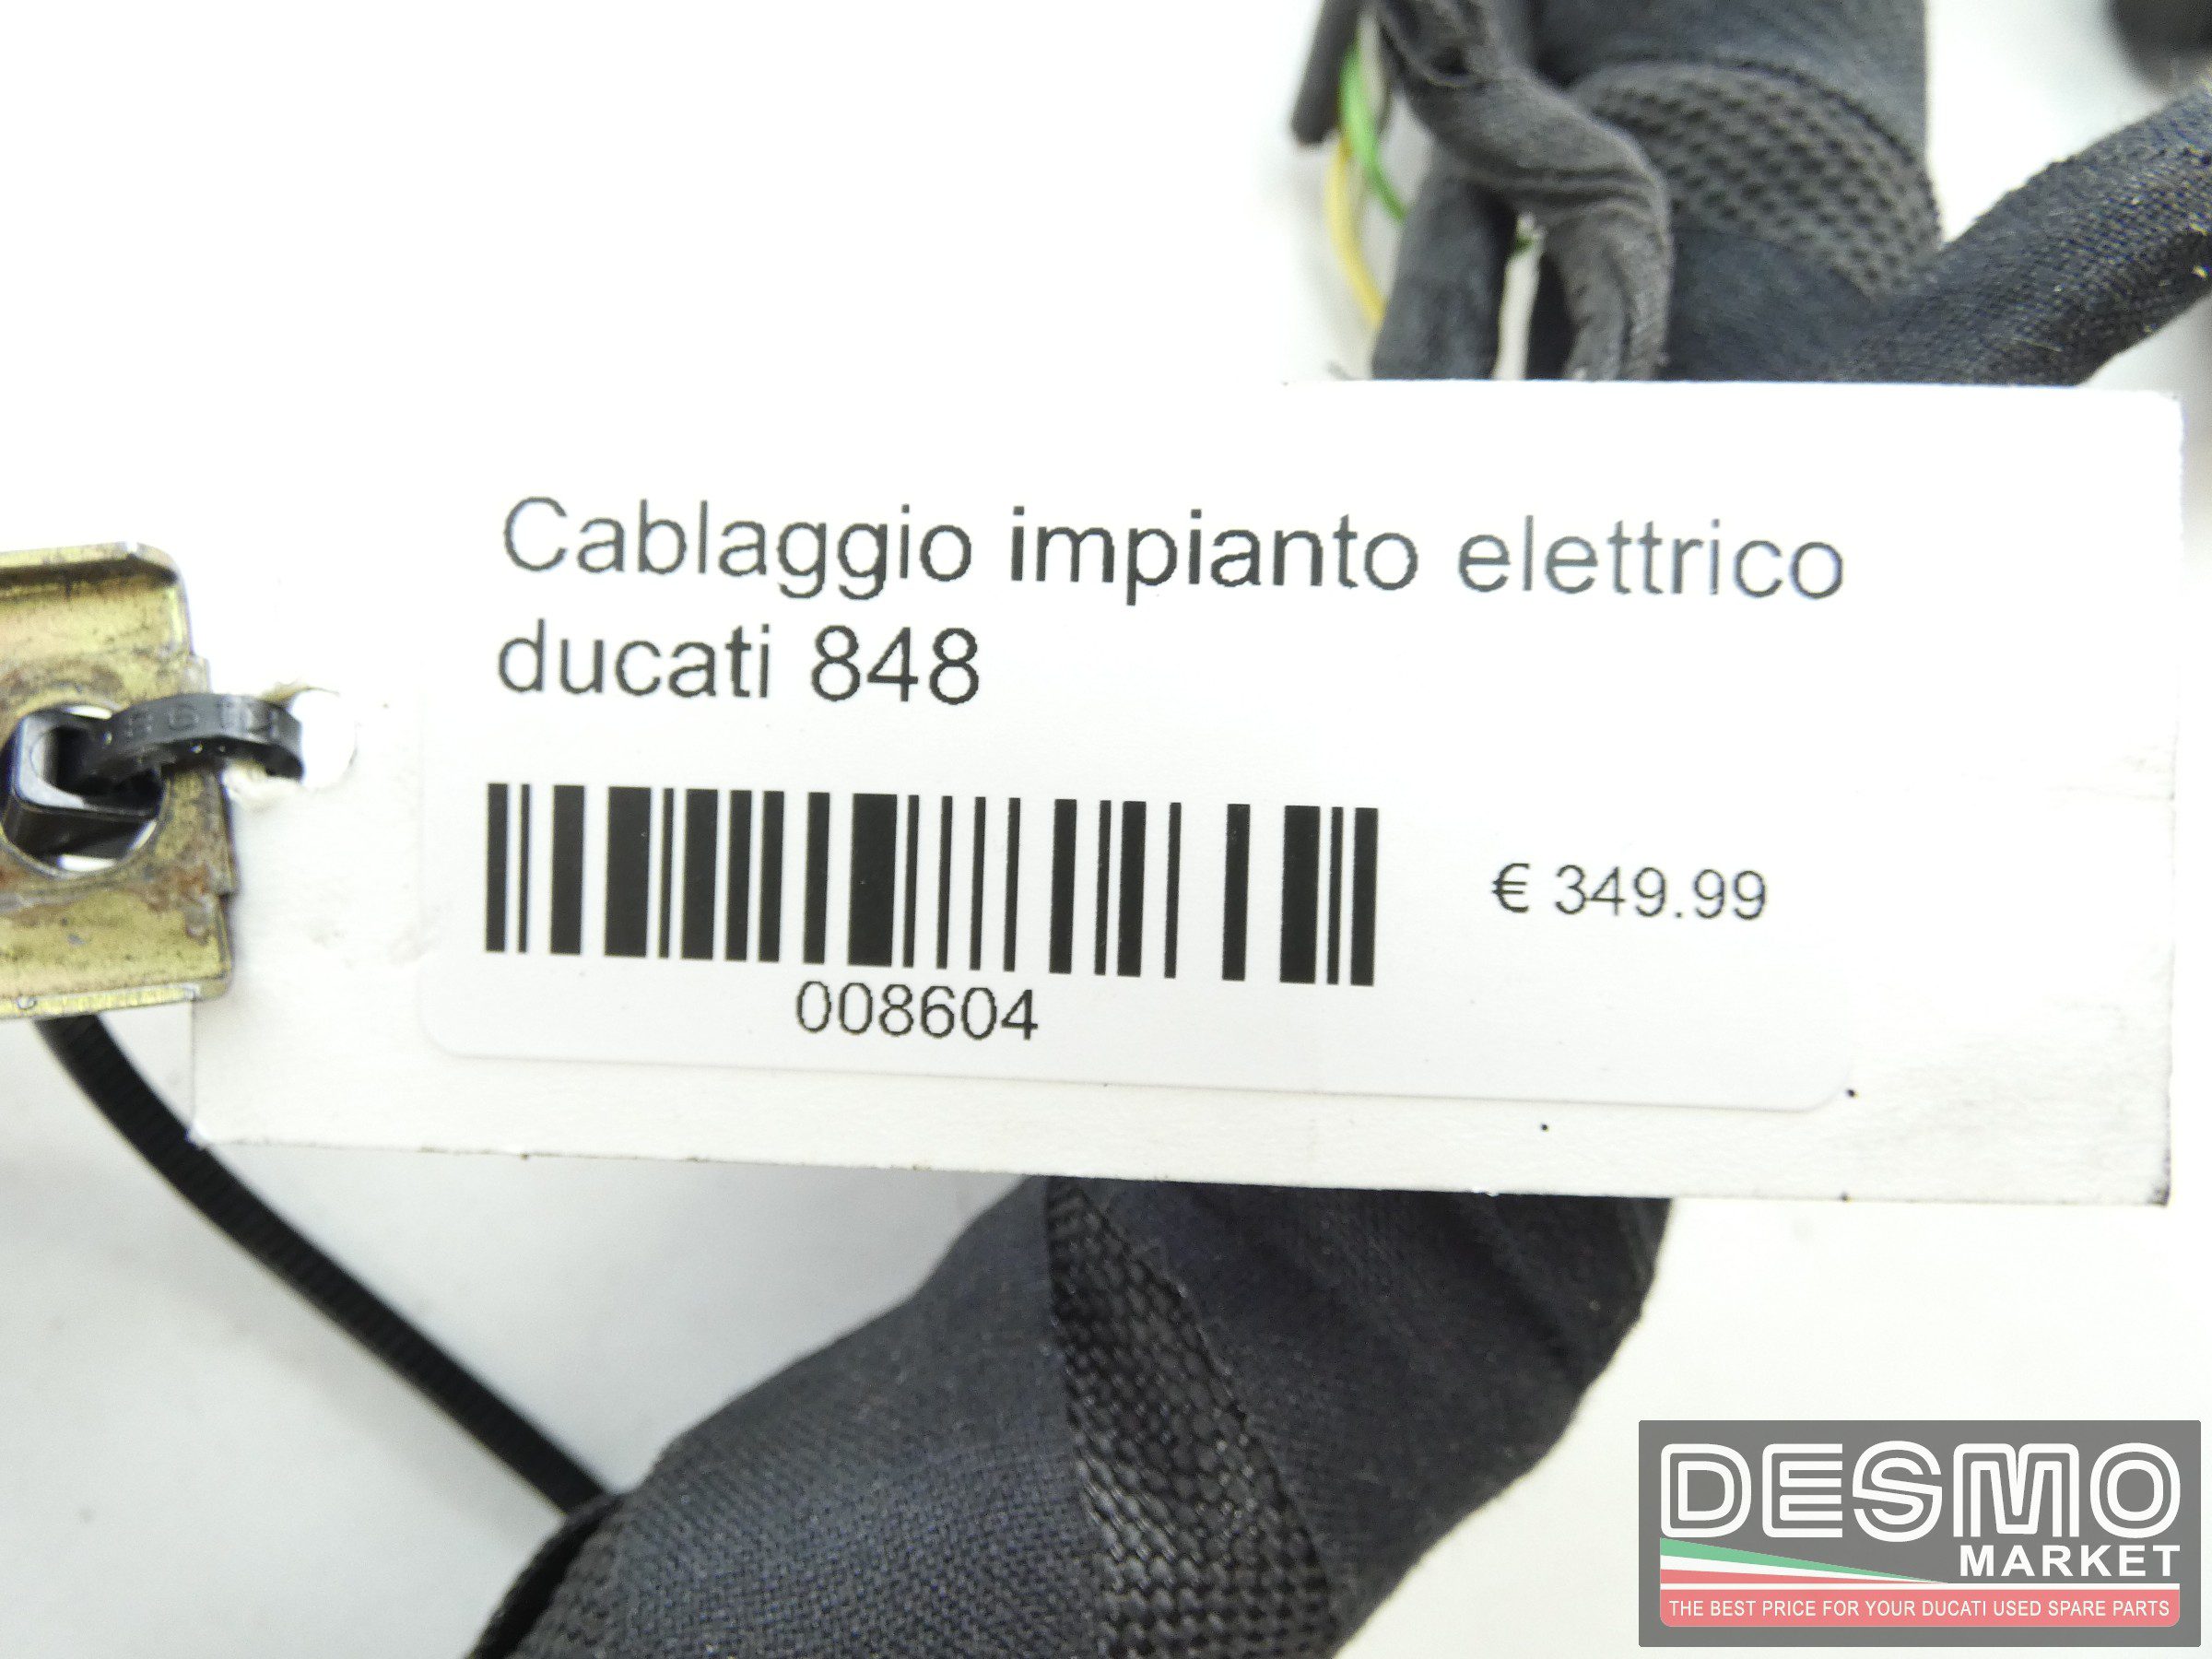 Cablaggio impianto elettrico
ducati 848
€ 349.99
008604
DESMO
MARKET
THE BEST PRICE FOR YOUR DUCATI USED SPARE PARTS